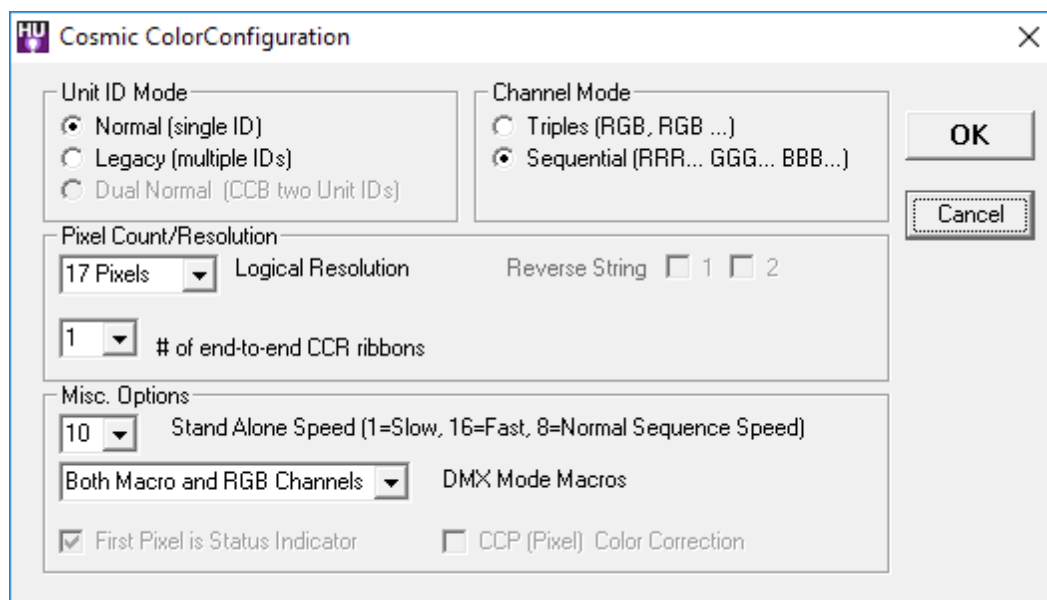 HU Cosmic ColorConfiguration
Unit ID Mode
Normal (single ID)
Legacy (multiple IDs)
Dual Normal (CCB two Unit IDs)
Channel Mode
Triples (RGB, RGB ...)
Sequential (RRR... GGG... BBB...)
OK
Cancel
Pixel Count/Resolution
17 Pixels Logical Resolution Reverse String 1 2
1 # of end-to-end CCR ribbons
Misc. Options
10 Stand Alone Speed (1=Slow, 16=Fast, 8=Normal Sequence Speed)
Both Macro and RGB Channels DMX Mode Macros
First Pixel is Status Indicator CCP (Pixel) Color Correction